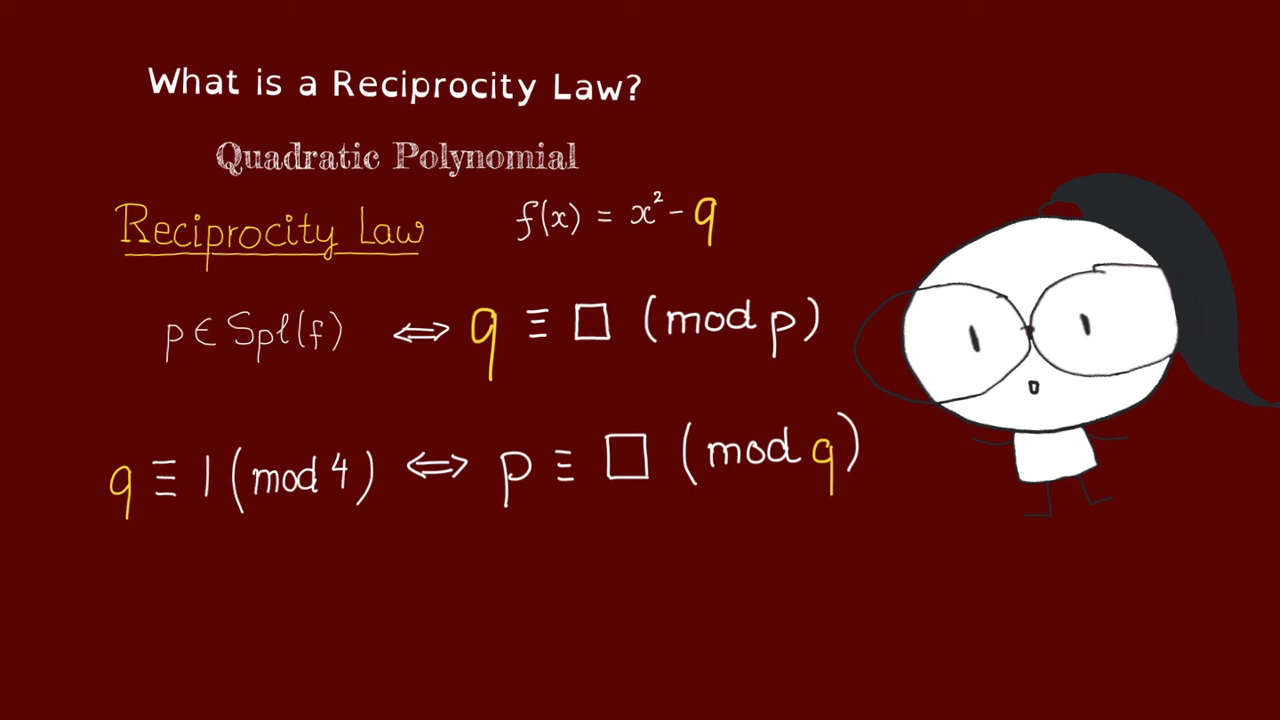 What is a Reciprocity Law?
Quadratic Polynomial
Reciprocity Law f(x) = x² - q
p ∈ Spl(f) ⇔ q ≡ □ (mod p)
q ≡ 1 (mod 4) ⇔ p ≡ □ (mod q)